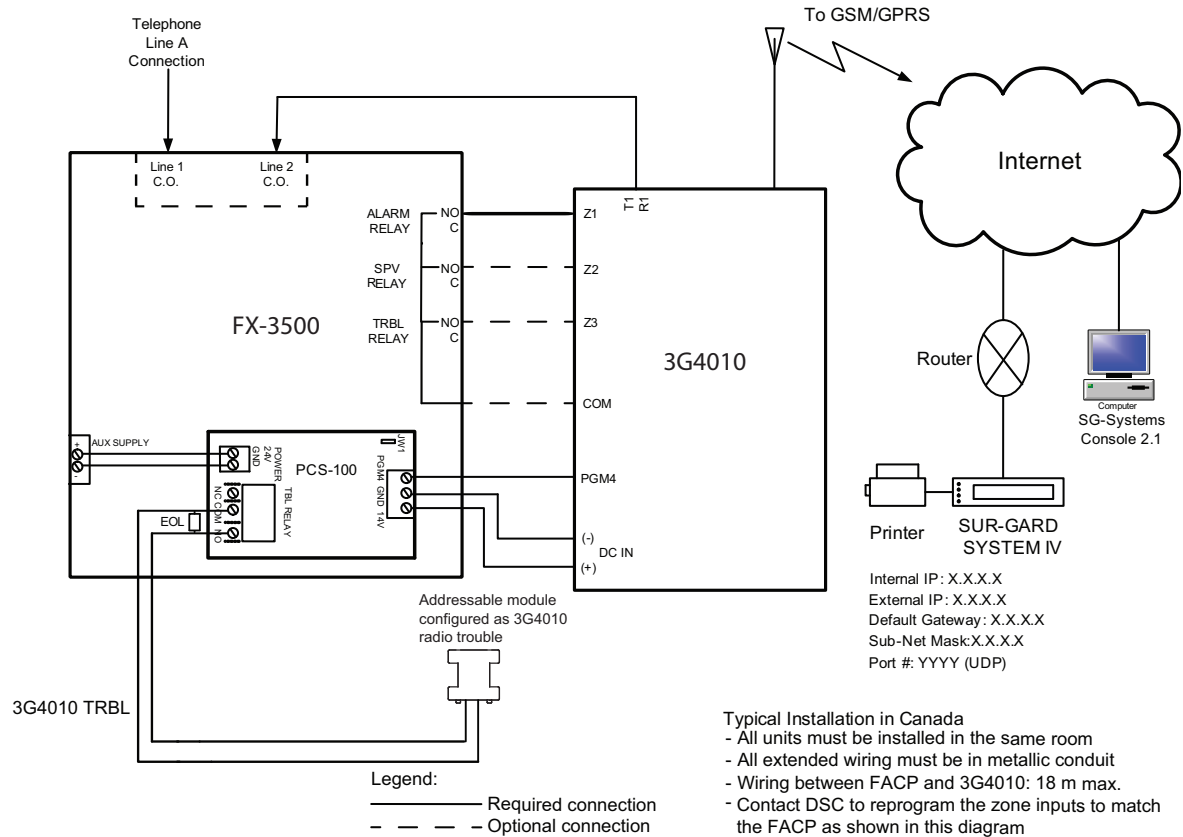 To GSM/GPRS
Telephone
Line A
Connection
Line 1
C.O.
Line 2
C.O.
T1
R1
Internet
ALARM
RELAY
NO
C
Z1
SPV
RELAY
NO
C
Z2
FX-3500
TRBL
RELAY
NO
C
Z3
3G4010
Router
COM
Computer
SG-Systems
Console 2.1
+
AUX SUPPLY
-
POWER
24V
GND
PCS-100
JW1
PGM4 GND 14V
PGM4
TBL RELAY
NC COM NO
EOL
(-)
DC IN
(+)
Printer
SUR-GARD
SYSTEM IV
Internal IP: X.X.X.X
External IP: X.X.X.X
Default Gateway: X.X.X.X
Sub-Net Mask:X.X.X.X
Port #: YYYY (UDP)
Addressable module
configured as 3G4010
radio trouble
3G4010 TRBL
Typical Installation in Canada
- All units must be installed in the same room
- All extended wiring must be in metallic conduit
- Wiring between FACP and 3G4010: 18 m max.
- Contact DSC to reprogram the zone inputs to match
the FACP as shown in this diagram
Legend:
Required connection
Optional connection